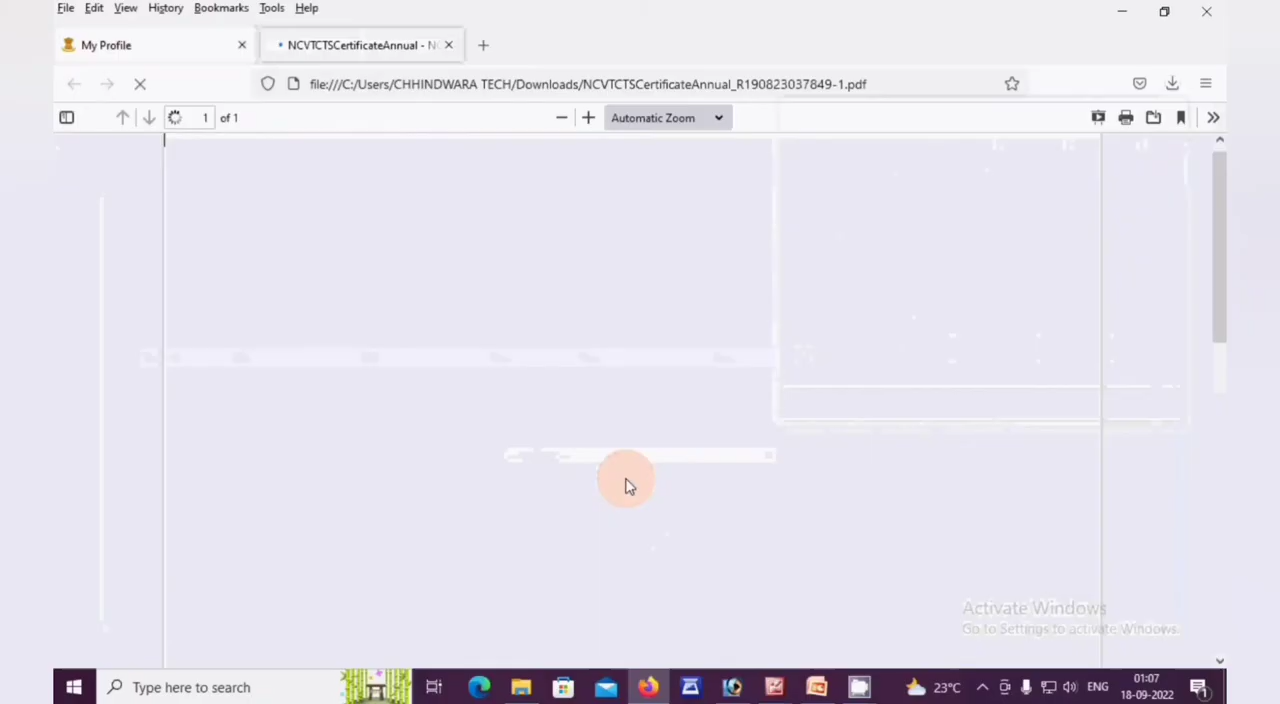 File Edit View History Bookmarks Tools Help
My Profile
NCVTCTSCertificateAnnual - NC
file:///C:/Users/CHHINDWARA TECH/Downloads/NCVTCTSCertificateAnnual_R190823037849-1.pdf
1 of 1
Automatic Zoom
Activate Windows
Go to Settings to activate Windows.
Type here to search
23°C
ENG
01:07
18-09-2022
1